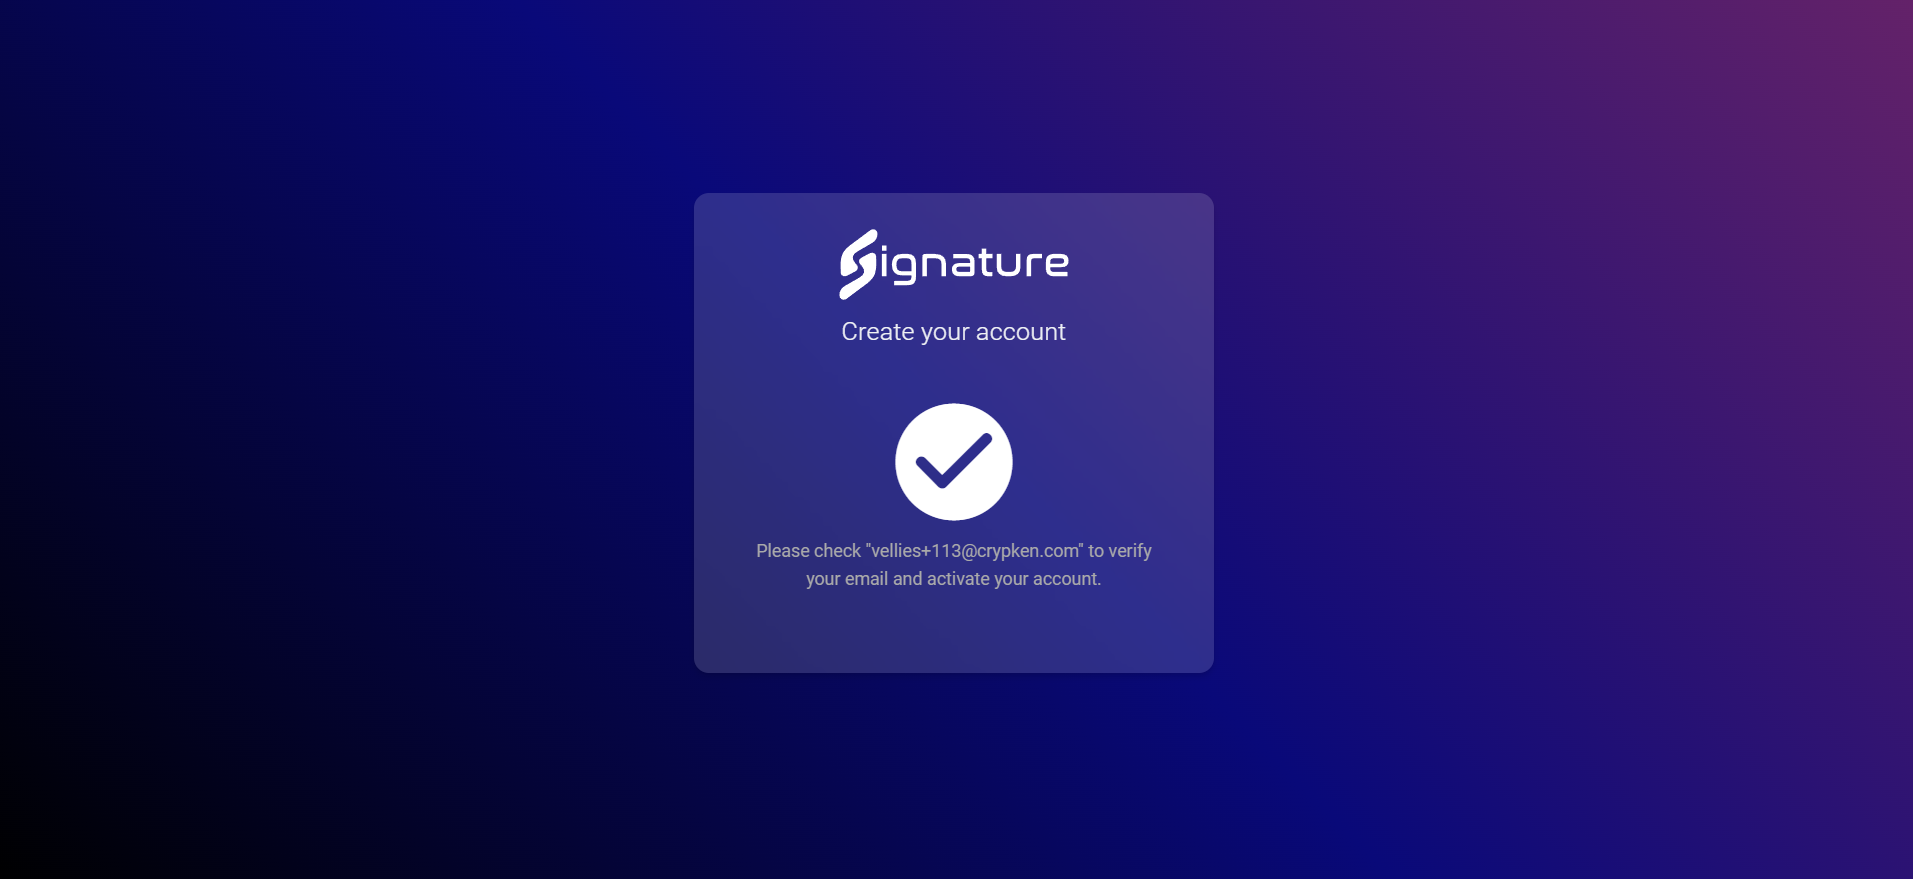 Signature
Create your account
Please check "vellies+113@crypken.com" to verify
your email and activate your account.